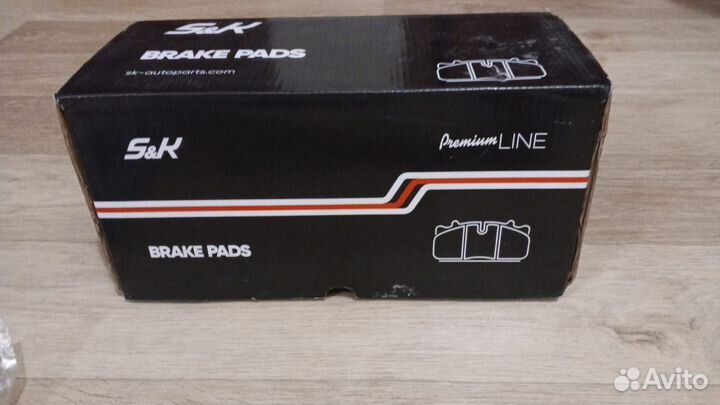 S&K
BRAKE PADS
sk-autoparts.com
S&K
Premium LINE
BRAKE PADS
Avito